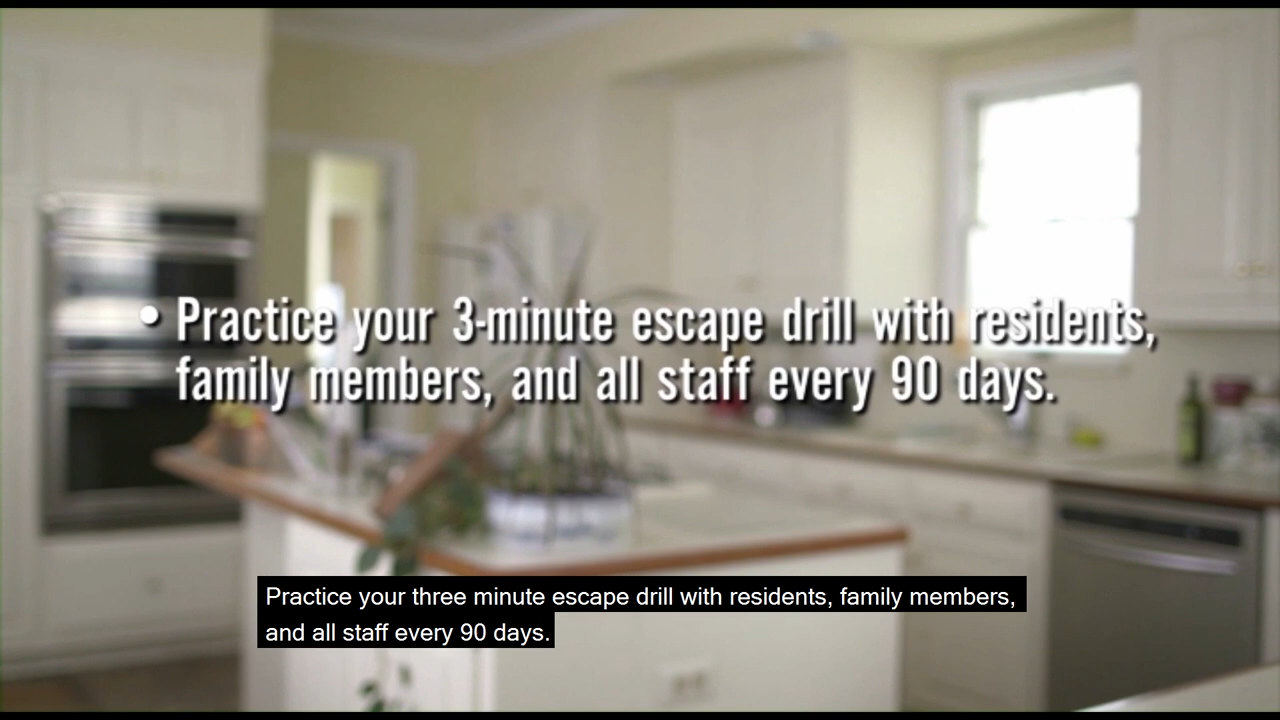 • Practice your 3-minute escape drill with residents,
family members, and all staff every 90 days.
Practice your three minute escape drill with residents, family members,
and all staff every 90 days.